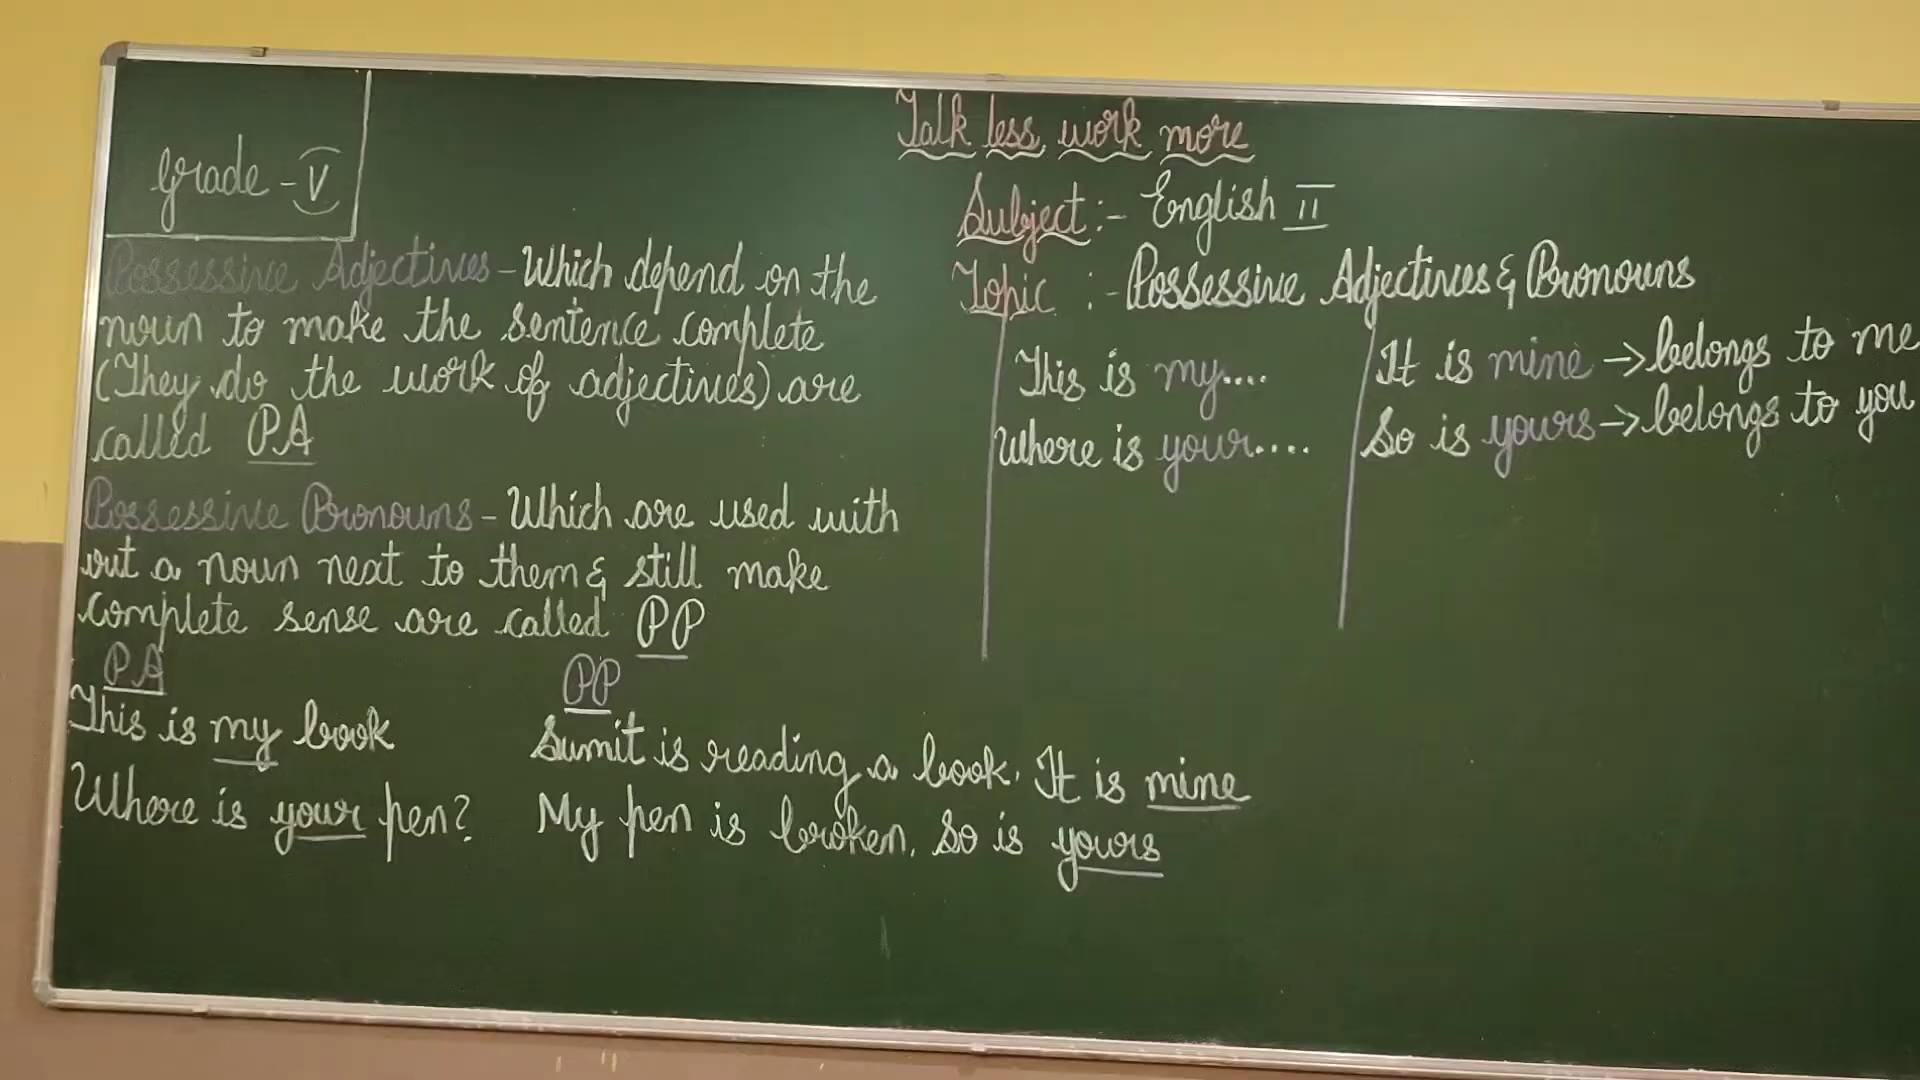 Talk less, work more
Grade - V
Subject :- English II
Topic :- Possessive Adjectives & Pronouns
Possessive Adjectives - Which depend on the
noun to make the sentence complete
(They do the work of adjectives) are
called PA
Possessive Pronouns - Which are used with
out a noun next to them & still make
complete sense are called PP
PA
This is my book
Where is your pen?
PP
Sumit is reading a book. It is mine
My pen is broken. So is yours
This is my....
Where is your....
It is mine → belongs to me
So is yours → belongs to you